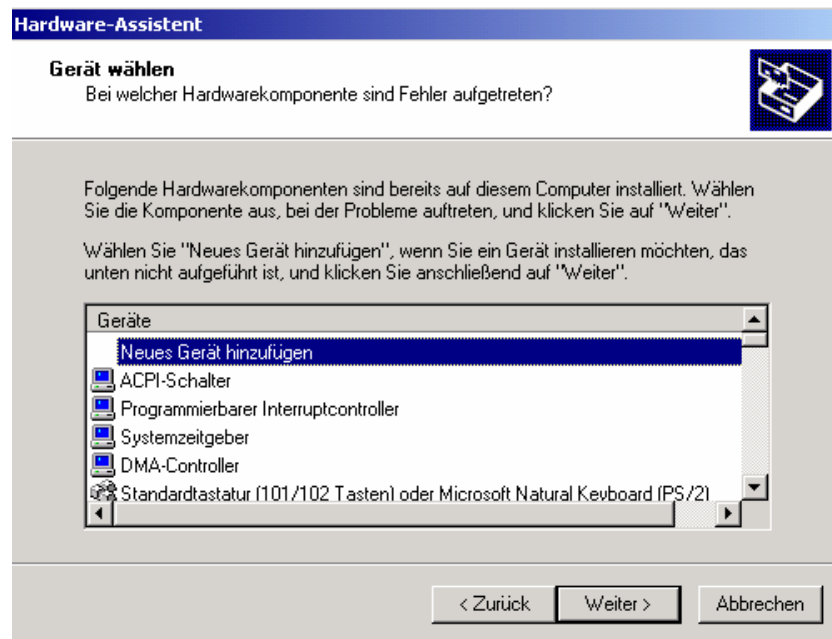 Hardware-Assistent
Gerät wählen
Bei welcher Hardwarekomponente sind Fehler aufgetreten?
Folgende Hardwarekomponenten sind bereits auf diesem Computer installiert. Wählen
Sie die Komponente aus, bei der Probleme auftreten, und klicken Sie auf "Weiter".
Wählen Sie "Neues Gerät hinzufügen", wenn Sie ein Gerät installieren möchten, das
unten nicht aufgeführt ist, und klicken Sie anschließend auf "Weiter".
Geräte
Neues Gerät hinzufügen
ACPI-Schalter
Programmierbarer Interruptcontroller
Systemzeitgeber
DMA-Controller
Standardtastatur (101/102 Tasten) oder Microsoft Natural Keyboard (PS/2)
< Zurück
Weiter >
Abbrechen